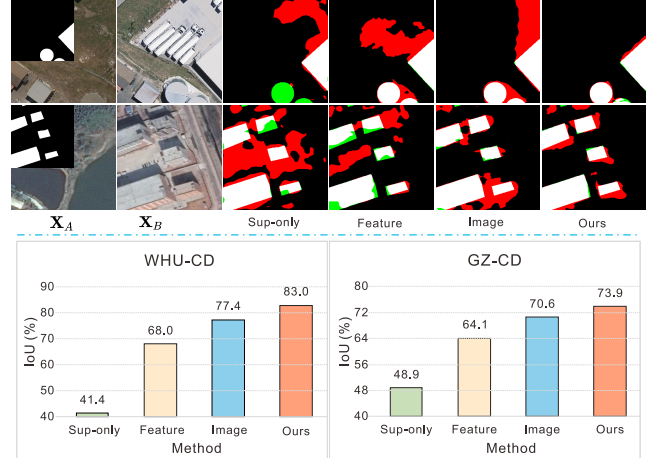 X_A X_B Sup-only Feature Image Ours
WHU-CD
IoU (%)
90
80
70
60
50
40
41.4
68.0
77.4
83.0
Sup-only Feature Image Ours
Method
GZ-CD
IoU (%)
80
72
64
56
48
40
48.9
64.1
70.6
73.9
Sup-only Feature Image Ours
Method